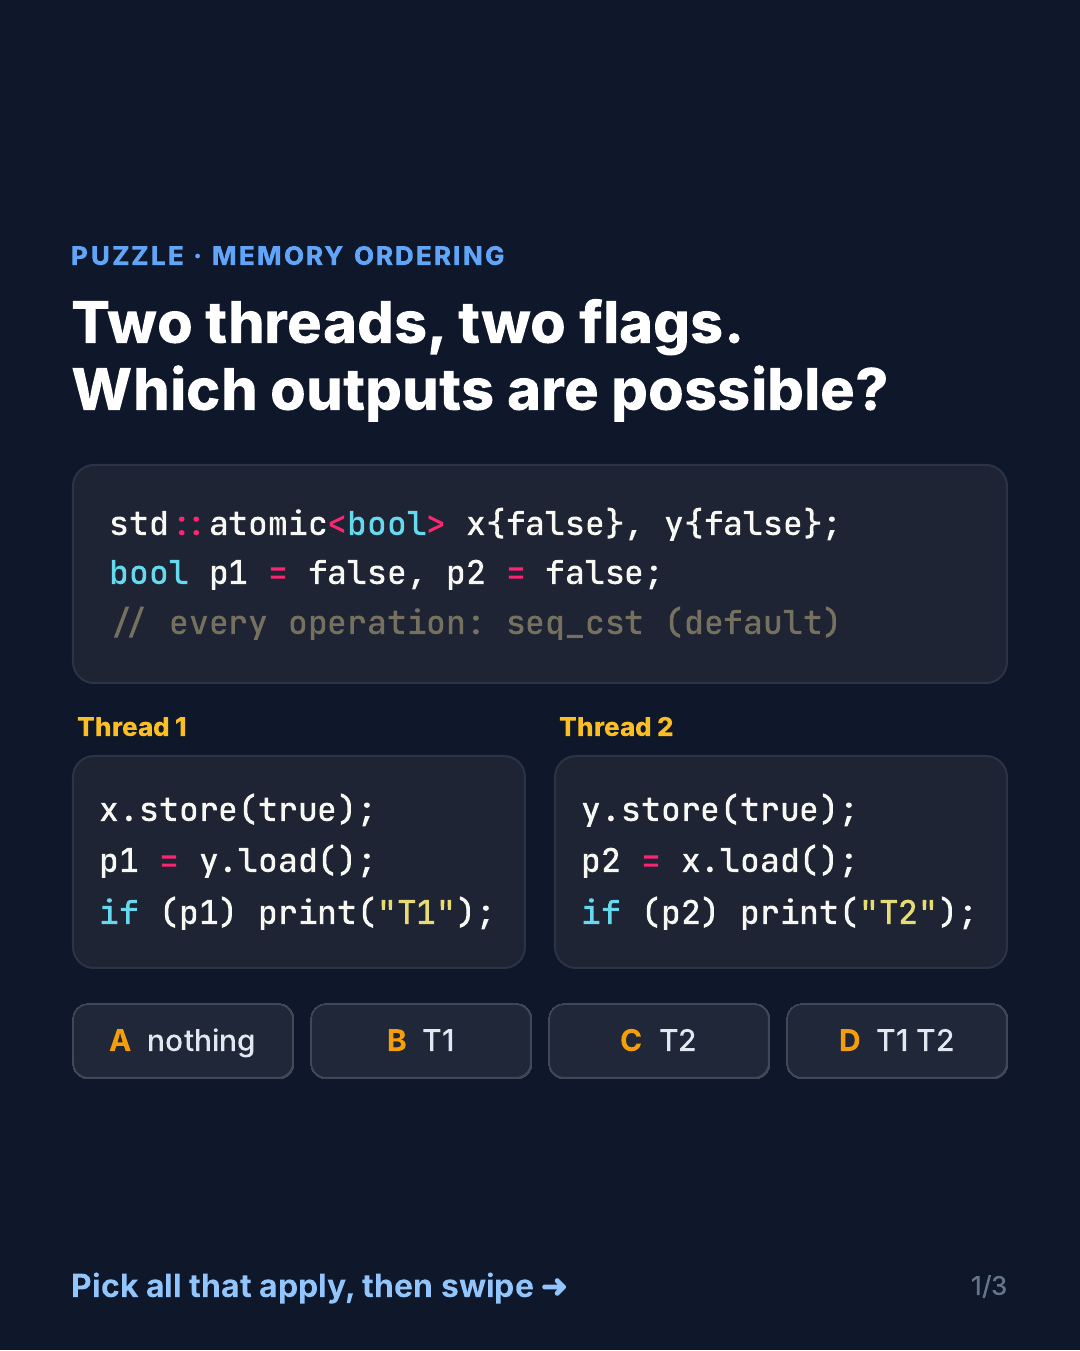 PUZZLE · MEMORY ORDERING
Two threads, two flags.
Which outputs are possible?
std::atomic<bool> x{false}, y{false};
bool p1 = false, p2 = false;
// every operation: seq_cst (default)
Thread 1
x.store(true);
p1 = y.load();
if (p1) print("T1");
Thread 2
y.store(true);
p2 = x.load();
if (p2) print("T2");
A nothing
B T1
C T2
D T1 T2
Pick all that apply, then swipe ➜
1/3